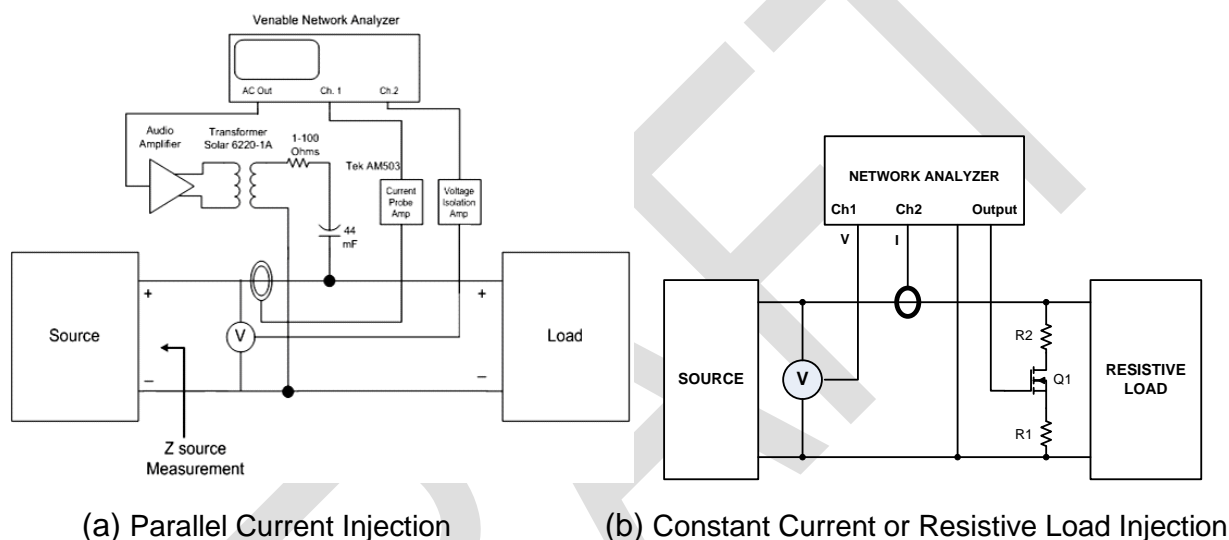 Venable Network Analyzer
AC Out Ch. 1 Ch.2
Audio
Amplifier
Transformer
Solar 6220-1A
1-100
Ohms
Tek AM503
Current
Probe
Amp
Voltage
Isolation
Amp
44
mF
+
+
Source
V
Load
–
–
Z source
Measurement
(a) Parallel Current Injection
NETWORK ANALYZER
Ch1 Ch2 Output
V I
R2
SOURCE
V
Q1
RESISTIVE
LOAD
R1
(b) Constant Current or Resistive Load Injection